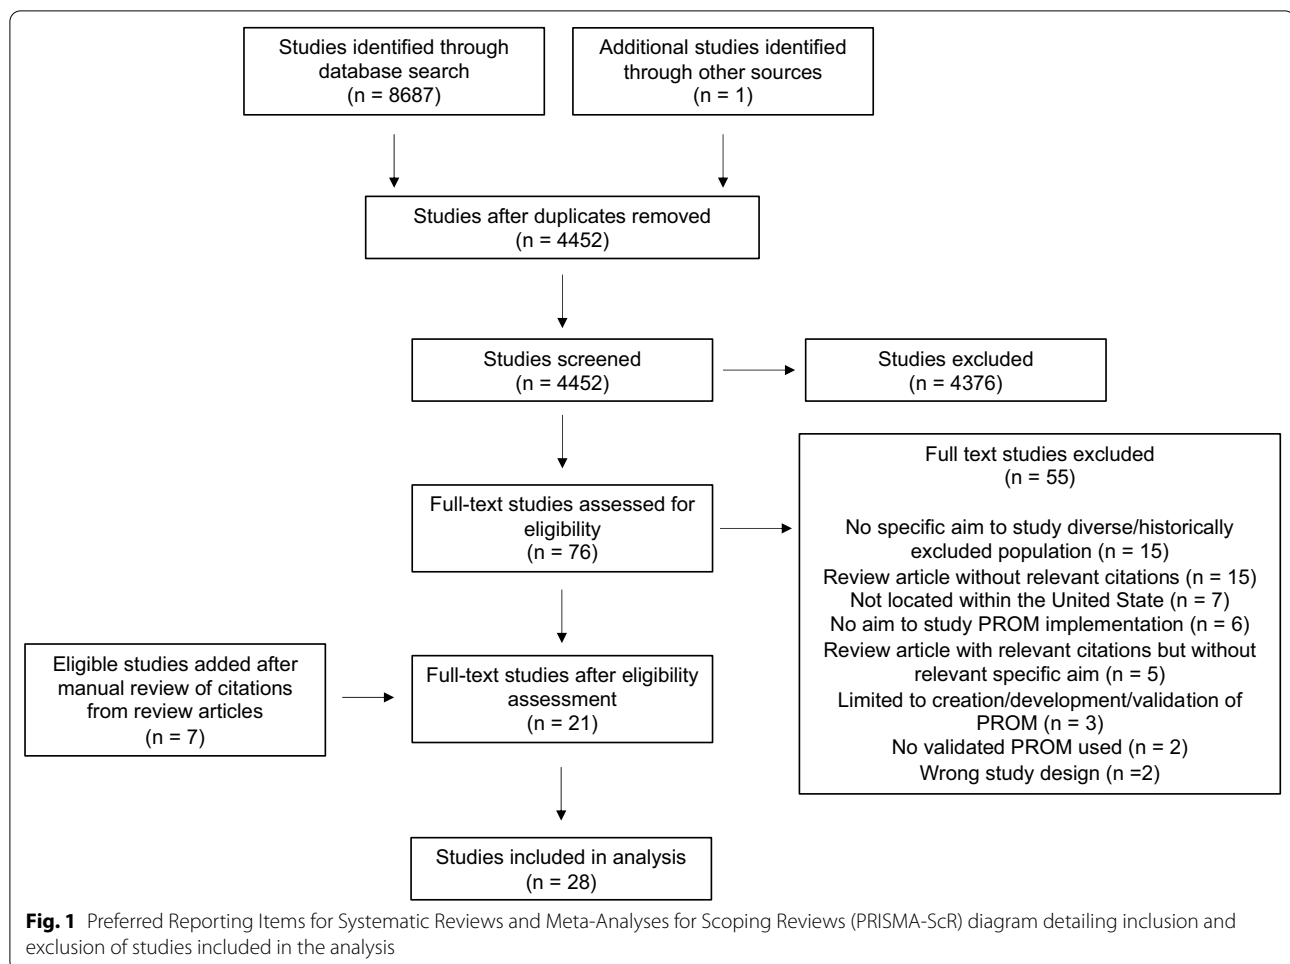 Studies identified through
database search
(n = 8687)
Additional studies identified
through other sources
(n = 1)
Studies after duplicates removed
(n = 4452)
Studies screened
(n = 4452)
Studies excluded
(n = 4376)
Full-text studies assessed for
eligibility
(n = 76)
Full text studies excluded
(n = 55)
No specific aim to study diverse/historically
excluded population (n = 15)
Review article without relevant citations (n = 15)
Not located within the United State (n = 7)
No aim to study PROM implementation (n = 6)
Review article with relevant citations but without
relevant specific aim (n = 5)
Limited to creation/development/validation of
PROM (n = 3)
No validated PROM used (n = 2)
Wrong study design (n =2)
Eligible studies added after
manual review of citations
from review articles
(n = 7)
Full-text studies after eligibility
assessment
(n = 21)
Studies included in analysis
(n = 28)
Fig. 1 Preferred Reporting Items for Systematic Reviews and Meta-Analyses for Scoping Reviews (PRISMA-ScR) diagram detailing inclusion and
exclusion of studies included in the analysis